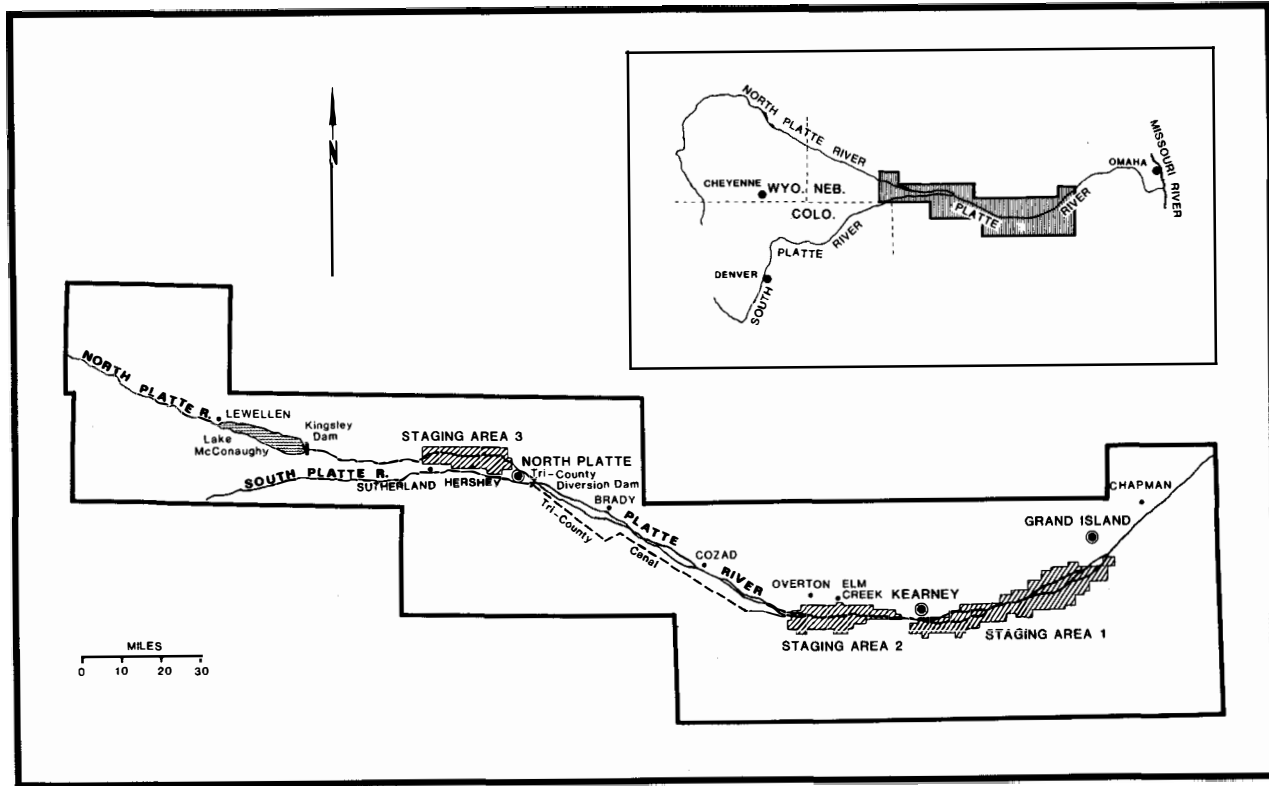 NORTH PLATTE RIVER
MISSOURI RIVER
OMAHA
CHEYENNE
WYO. NEB.
COLO.
PLATTE RIVER
DENVER
SOUTH PLATTE RIVER
N
NORTH PLATTE R.
LEWELLEN
Lake
McConaughy
Kingsley
Dam
STAGING AREA 3
SOUTH PLATTE R.
SUTHERLAND
HERSHEY
NORTH PLATTE
Tri-County
Diversion Dam
BRADY
PLATTE RIVER
Tri-County Canal
COZAD
OVERTON
ELM
CREEK
KEARNEY
STAGING AREA 2
STAGING AREA 1
GRAND ISLAND
CHAPMAN
MILES
0 10 20 30